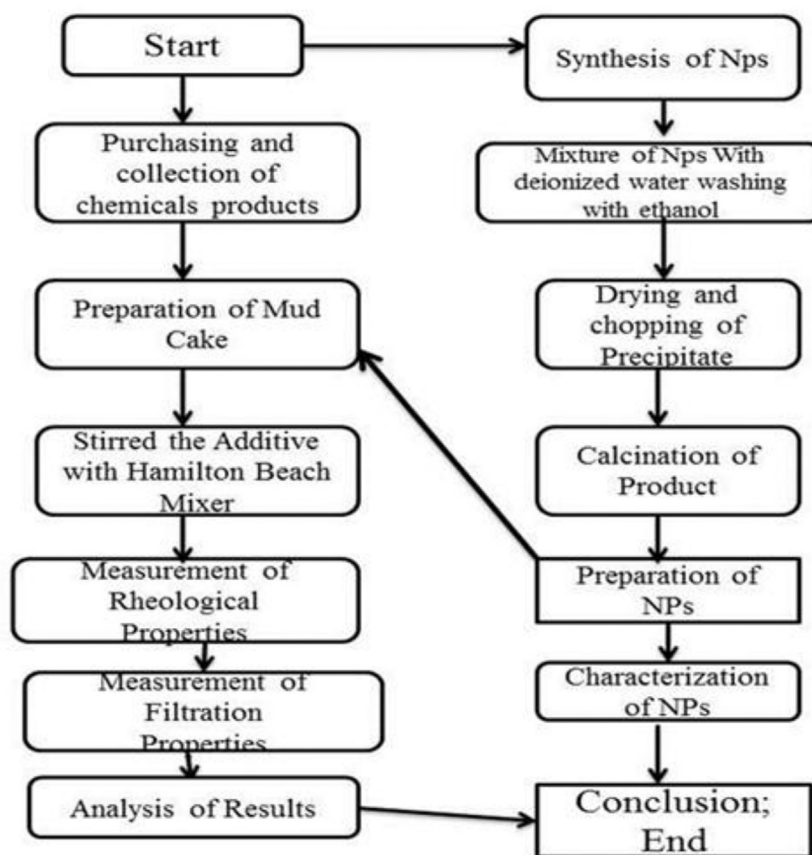 Start
Purchasing and
collection of
chemicals products
Preparation of Mud
Cake
Stirred the Additive
with Hamilton Beach
Mixer
Measurement of
Rheological
Properties
Measurement of
Filtration
Properties
Analysis of Results
Synthesis of Nps
Mixture of Nps With
deionized water washing
with ethanol
Drying and
chopping of
Precipitate
Calcination of
Product
Preparation of
NPs
Characterization
of NPs
Conclusion;
End